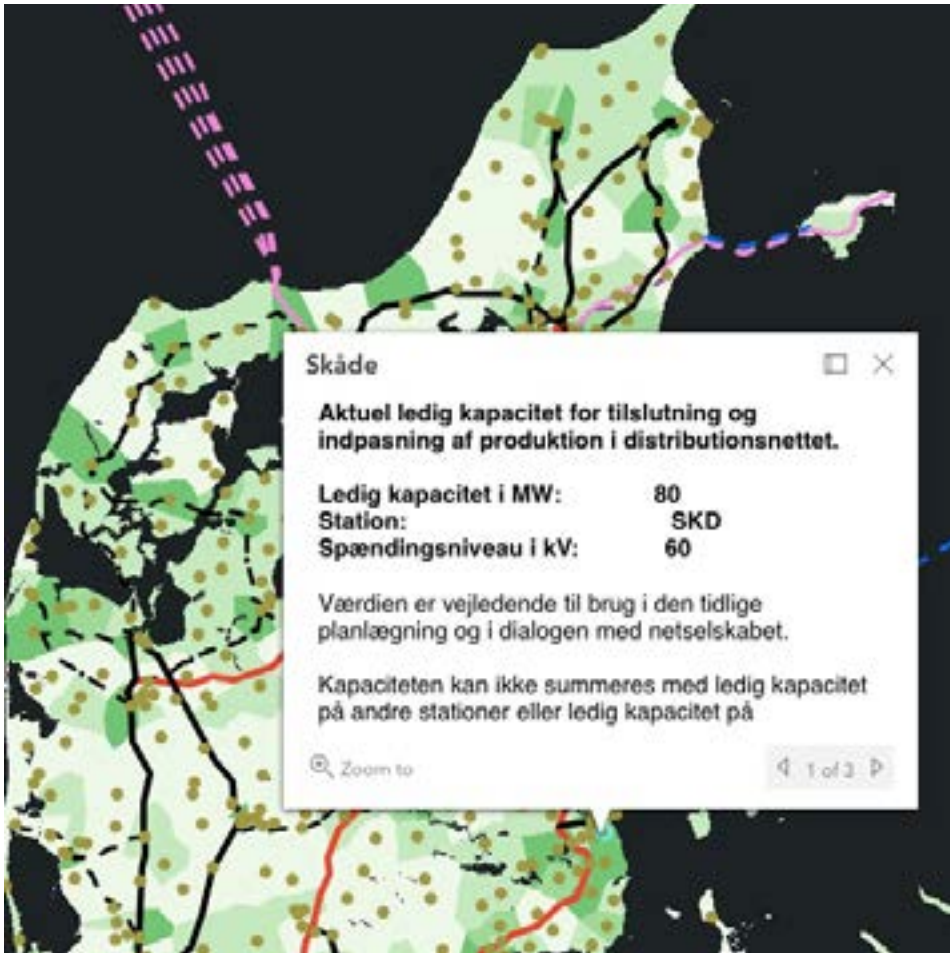 Skåde
Aktuel ledig kapacitet for tilslutning og
indpasning af produktion i distributionsnettet.
Ledig kapacitet i MW: 80
Station: SKD
Spændingsniveau i kV: 60
Værdien er vejledende til brug i den tidlige
planlægning og i dialogen med netselskabet.
Kapaciteten kan ikke summeres med ledig kapacitet
på andre stationer eller ledig kapacitet på
Zoom to
1 of 3